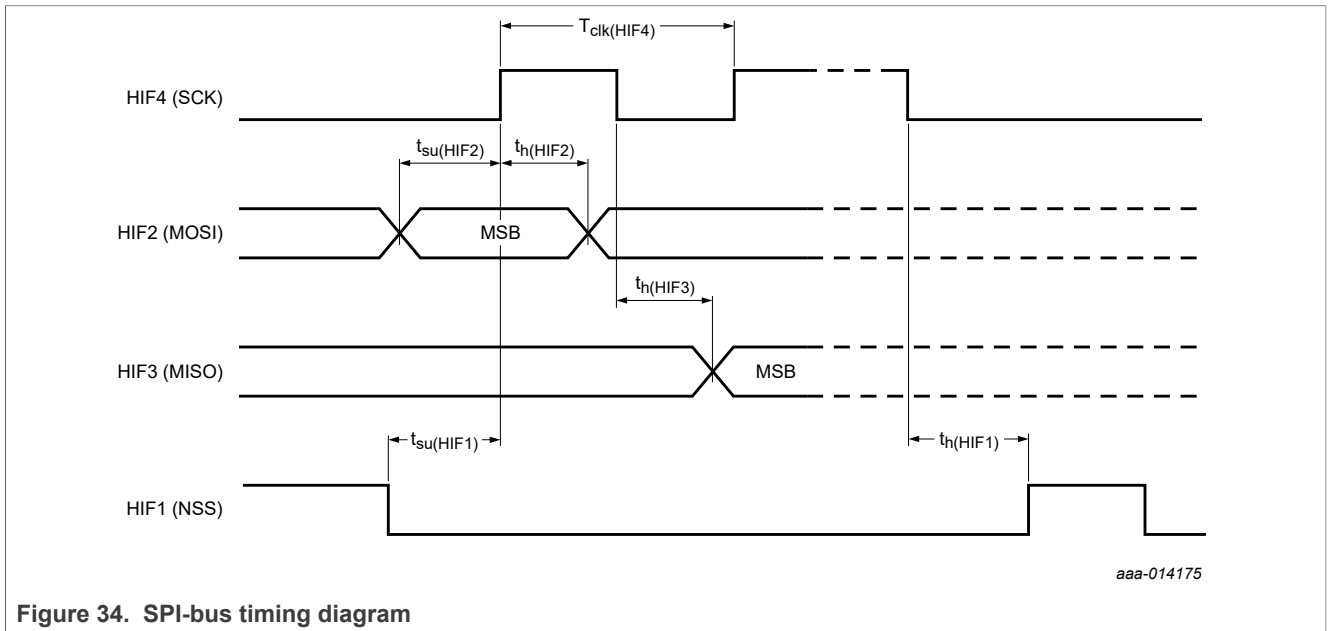 Tclk(HIF4)
HIF4 (SCK)
tsu(HIF2)
th(HIF2)
HIF2 (MOSI)
MSB
th(HIF3)
HIF3 (MISO)
MSB
tsu(HIF1)
th(HIF1)
HIF1 (NSS)
aaa-014175
Figure 34. SPI-bus timing diagram